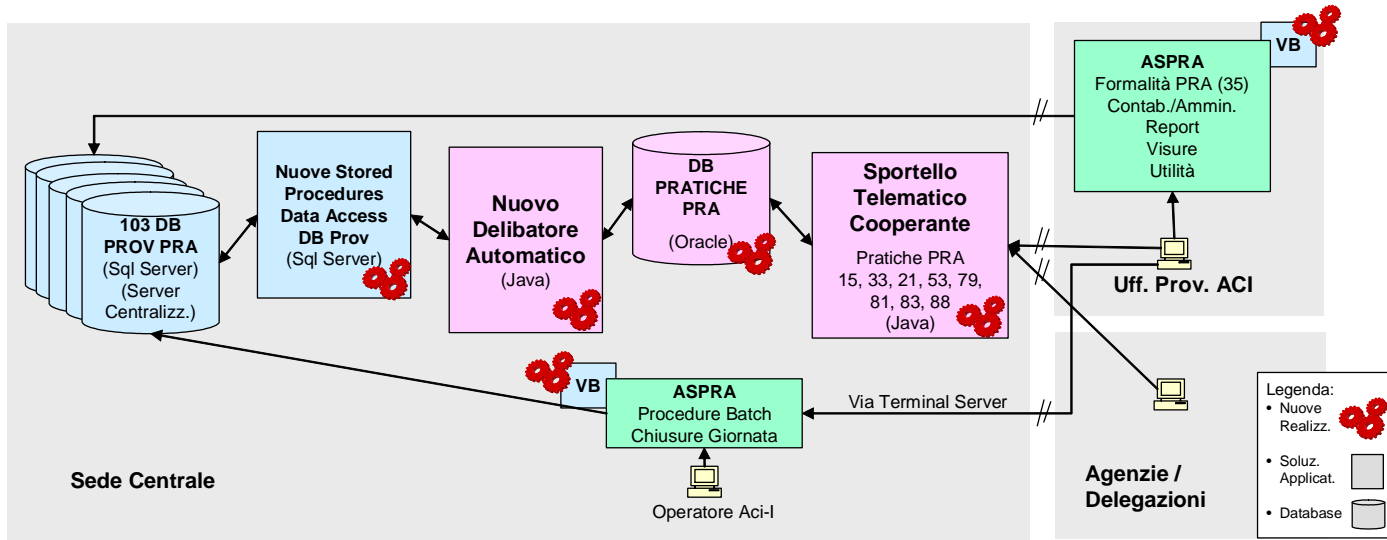 VB
ASPRA
Formalità PRA (35)
Contab./Ammin.
Report
Visure
Utilità
Uff. Prov. ACI
103 DB
PROV PRA
(Sql Server)
(Server
Centralizz.)
Nuove Stored
Procedures
Data Access
DB Prov
(Sql Server)
Nuovo
Delibatore
Automatico
(Java)
DB
PRATICHE
PRA
(Oracle)
Sportello
Telematico
Cooperante
Pratiche PRA
15, 33, 21, 53, 79,
81, 83, 88
(Java)
VB
ASPRA
Procedure Batch
Chiusure Giornata
Via Terminal Server
Operatore Aci-I
Sede Centrale
Agenzie /
Delegazioni
Legenda:
• Nuove
Realizz.
• Soluz.
Applicat.
• Database